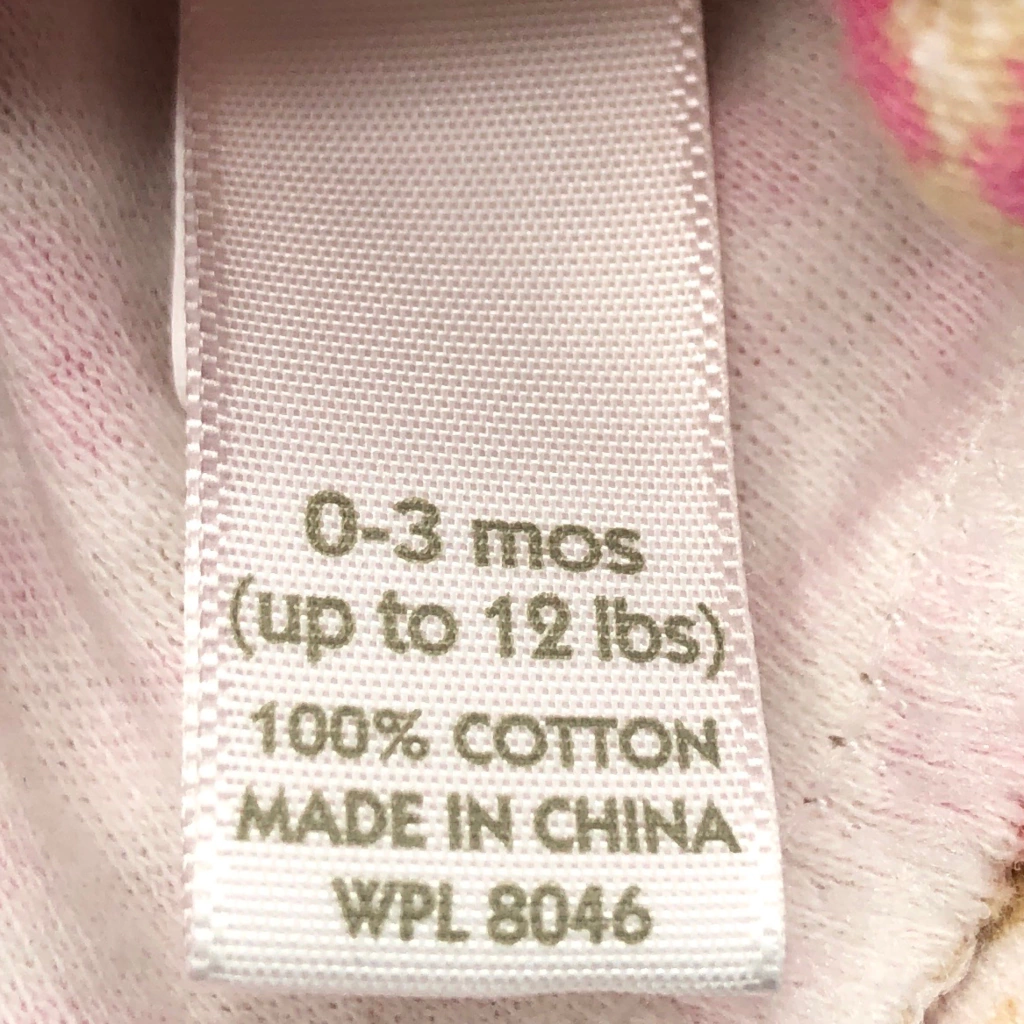 0-3 mos
(up to 12 lbs)
100% COTTON
MADE IN CHINA
WPL 8046